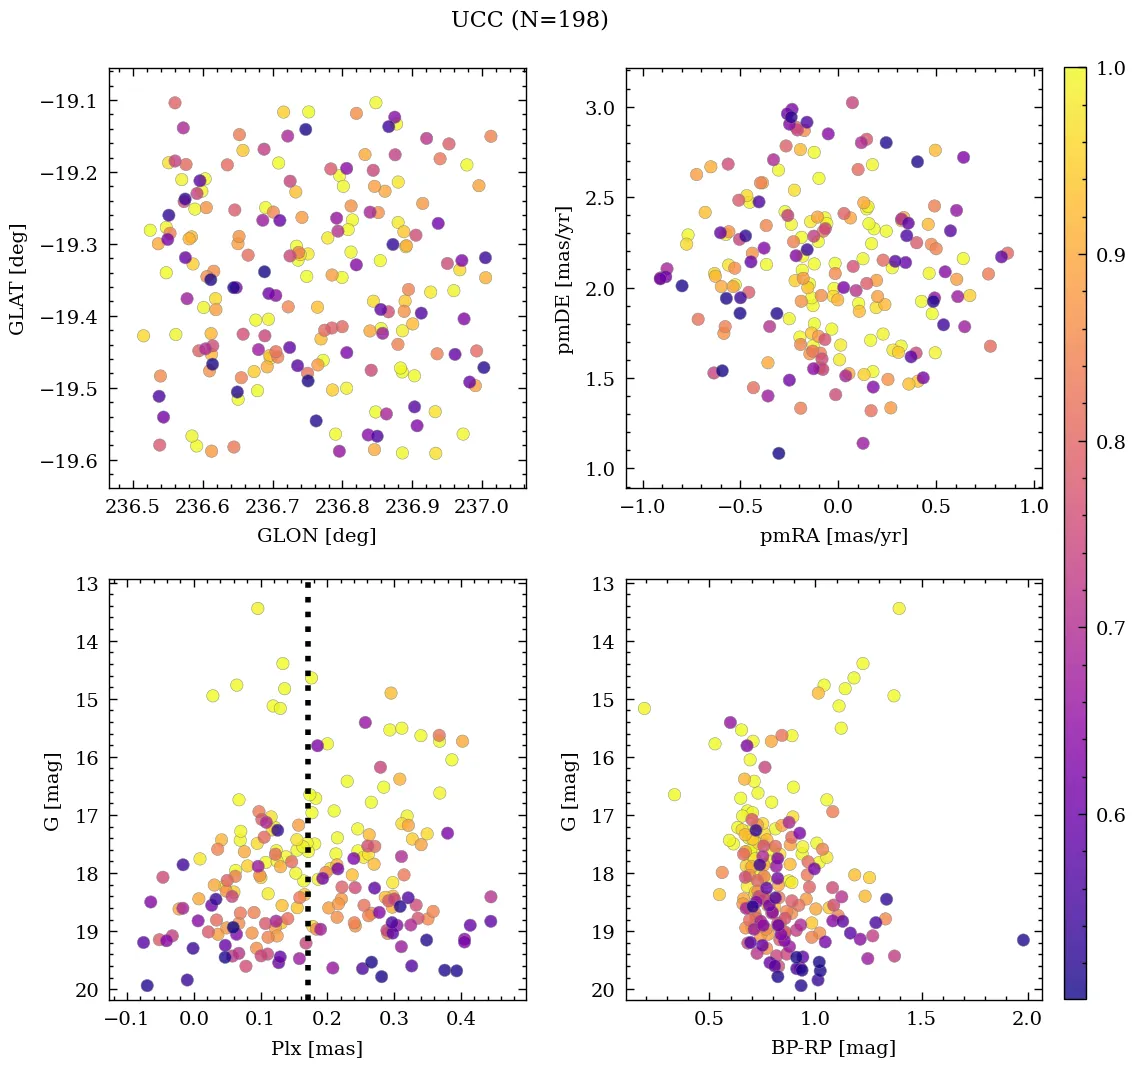 UCC (N=198)
−19.1
−19.2
−19.3
−19.4
−19.5
−19.6
GLAT [deg]
236.5 236.6 236.7 236.8 236.9 237.0
GLON [deg]
3.0
2.5
2.0
1.5
1.0
pmDE [mas/yr]
−1.0 −0.5 0.0 0.5 1.0
pmRA [mas/yr]
13
14
15
16
17
18
19
20
G [mag]
−0.1 0.0 0.1 0.2 0.3 0.4
Plx [mas]
13
14
15
16
17
18
19
20
G [mag]
0.5 1.0 1.5 2.0
BP-RP [mag]
1.0
0.9
0.8
0.7
0.6